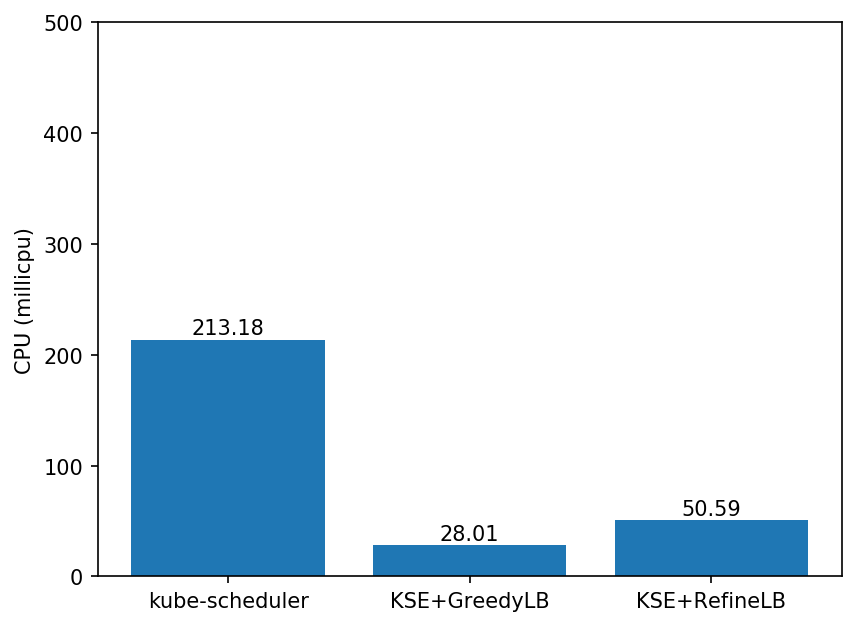 500
400
300
200
100
0
CPU (millicpu)
213.18
28.01
50.59
kube-scheduler
KSE+GreedyLB
KSE+RefineLB